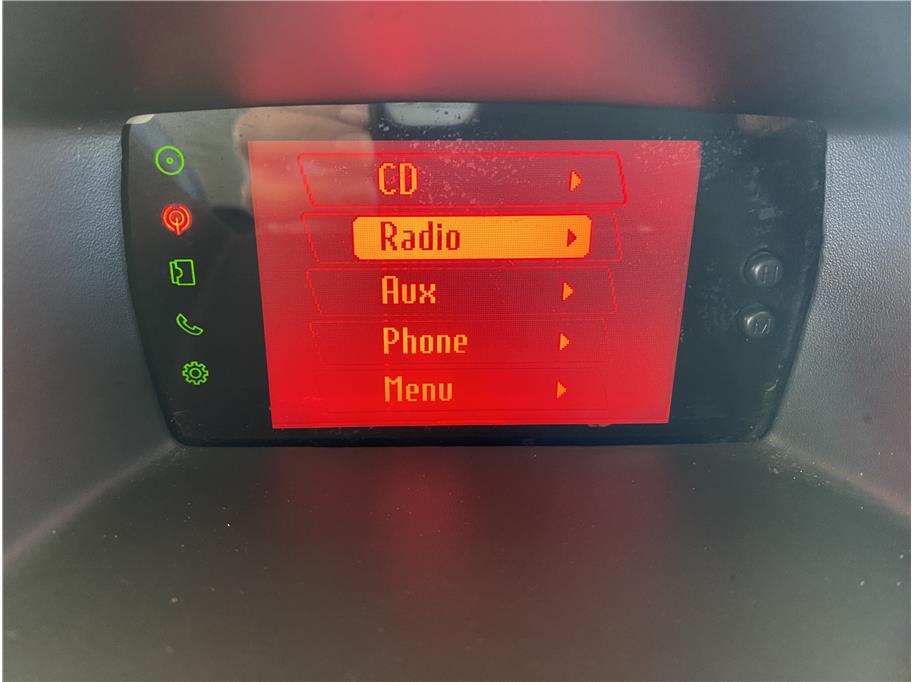 CD
Radio
Aux
Phone
Menu